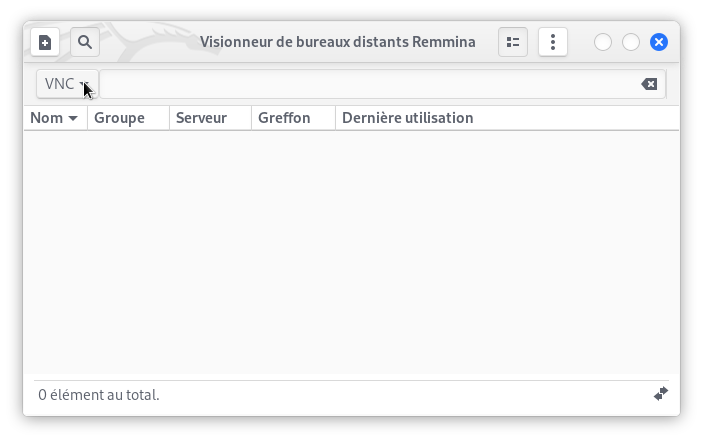 Visionneur de bureaux distants Remmina
VNC
Nom Groupe Serveur Greffon Dernière utilisation
0 élément au total.